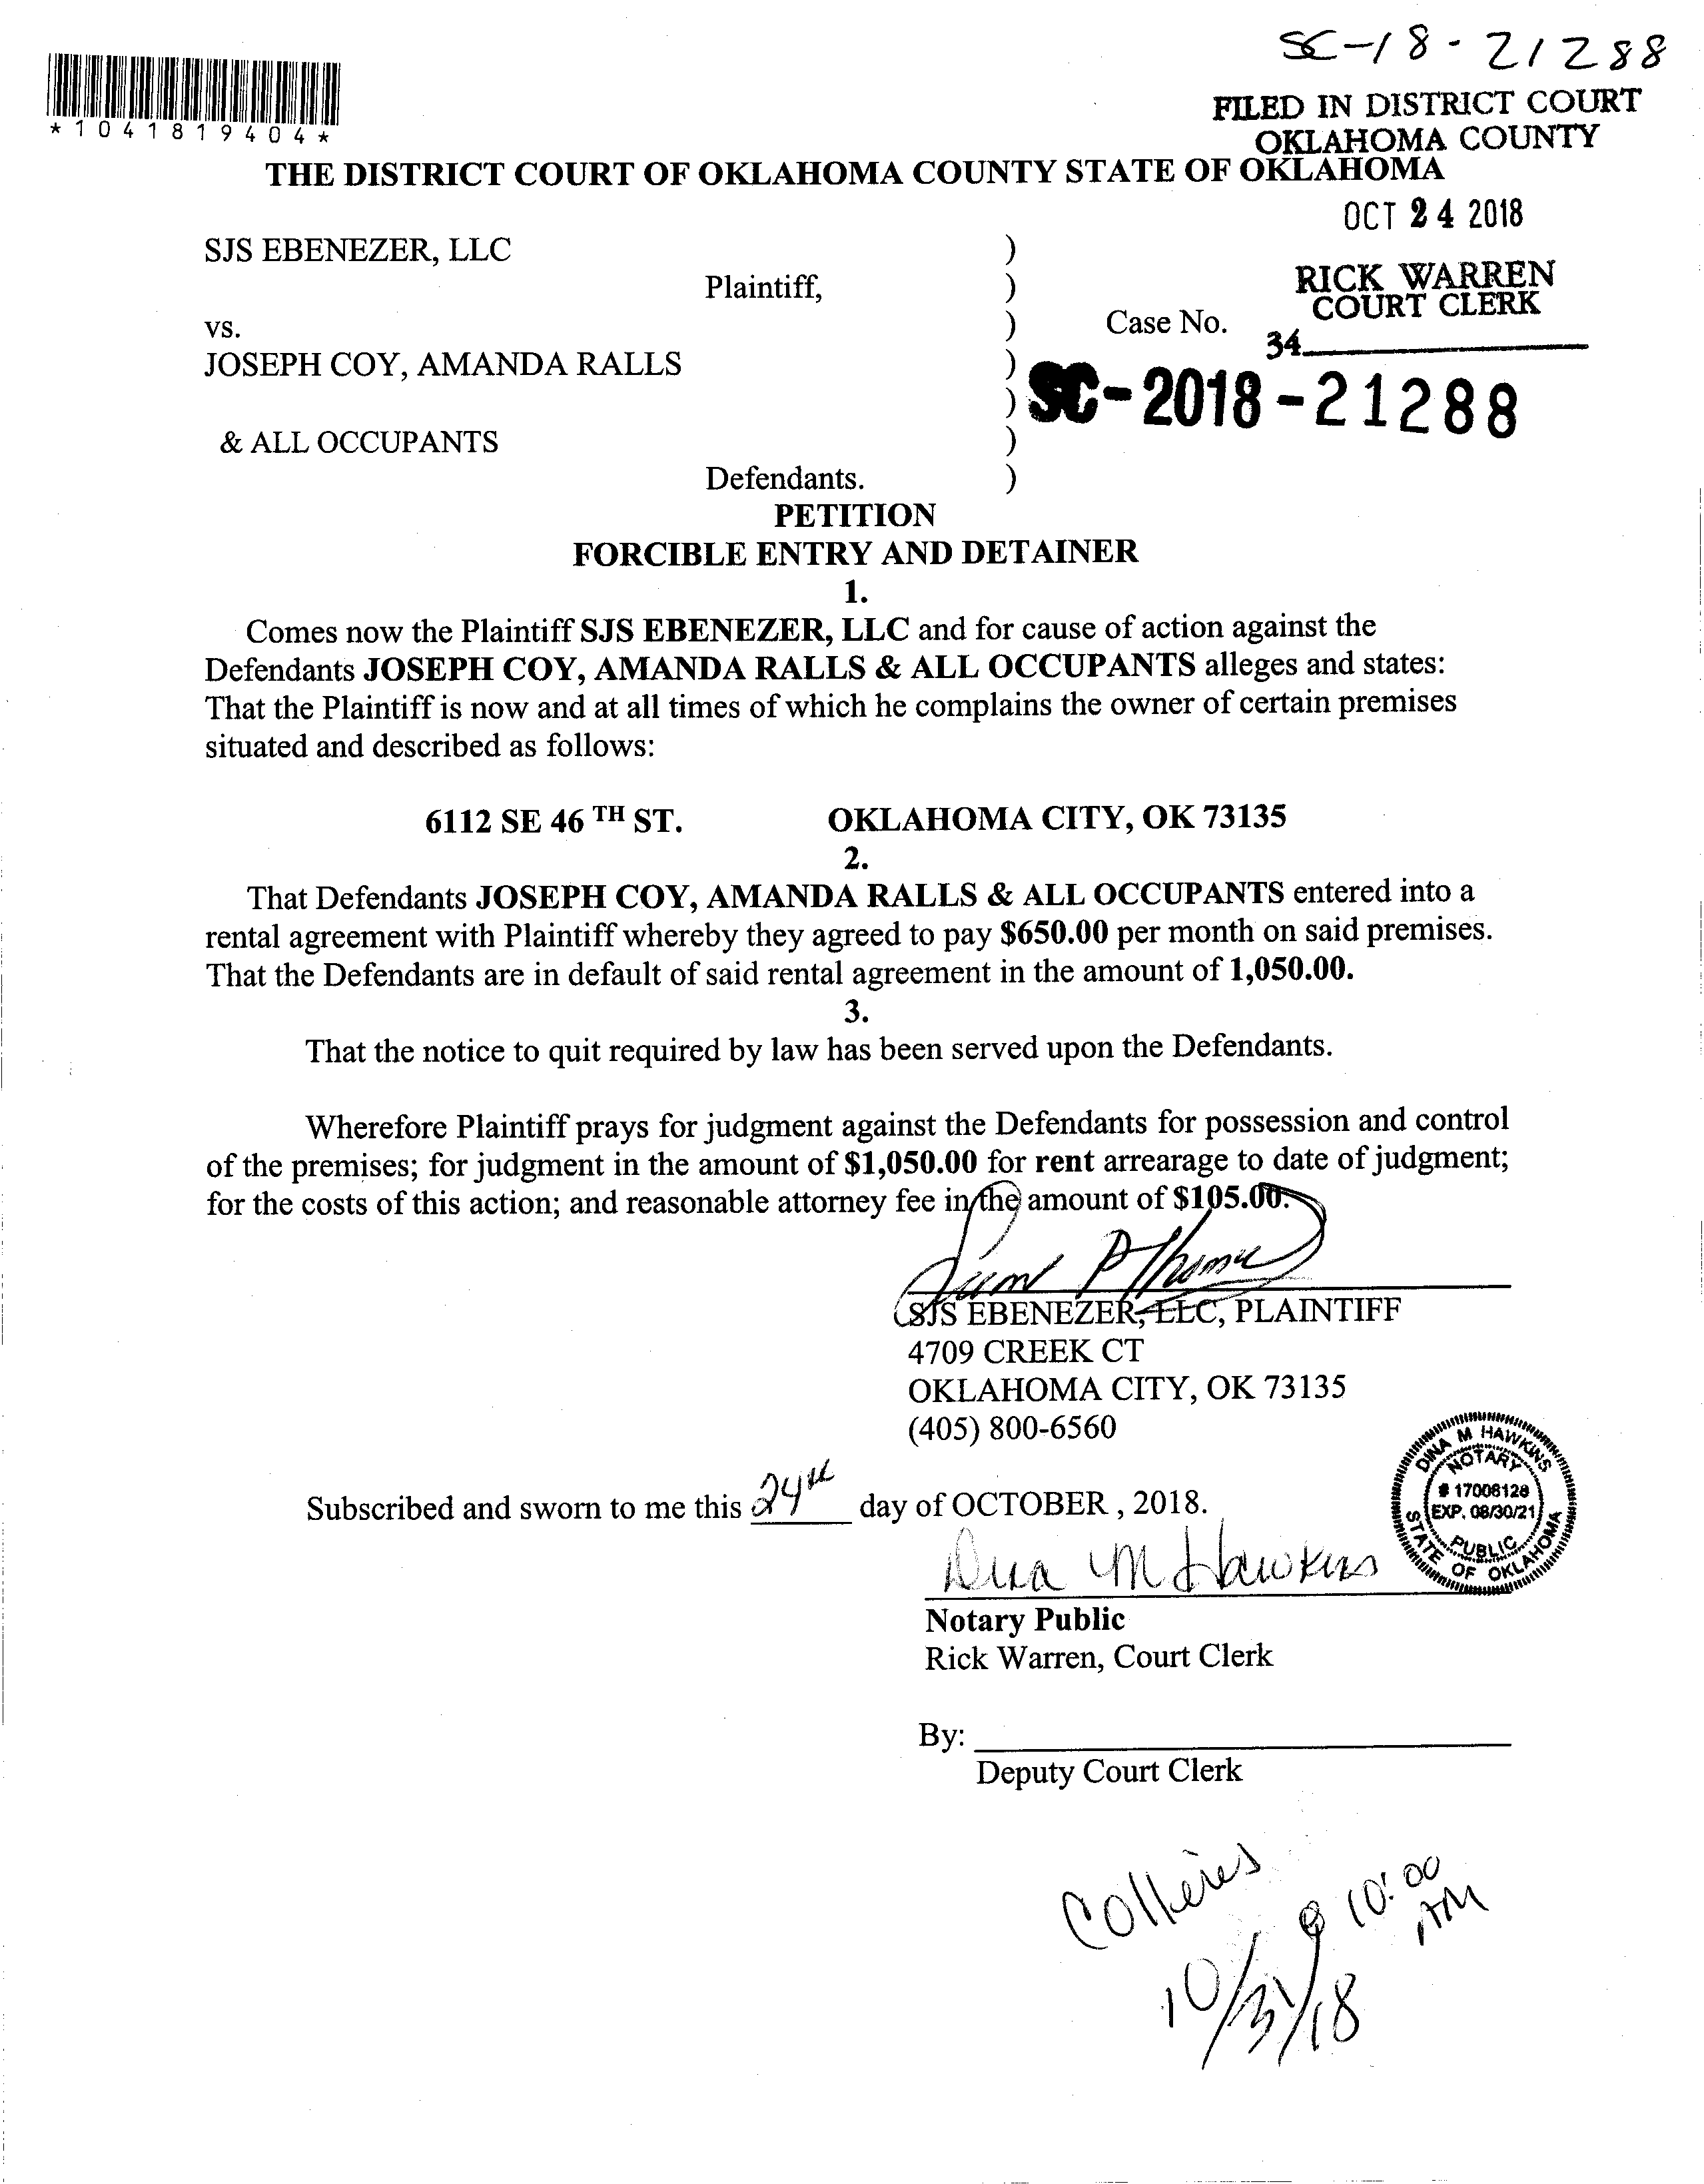 SC-18-21288
*1041819404*
FILED IN DISTRICT COURT
OKLAHOMA COUNTY
THE DISTRICT COURT OF OKLAHOMA COUNTY STATE OF OKLAHOMA
OCT 24 2018
SJS EBENEZER, LLC )
Plaintiff, )
RICK WARREN
COURT CLERK
vs. ) Case No.
34
JOSEPH COY, AMANDA RALLS )
) SC-2018-21288
& ALL OCCUPANTS )
Defendants. )
PETITION
FORCIBLE ENTRY AND DETAINER
1.
Comes now the Plaintiff SJS EBENEZER, LLC and for cause of action against the
Defendants JOSEPH COY, AMANDA RALLS & ALL OCCUPANTS alleges and states:
That the Plaintiff is now and at all times of which he complains the owner of certain premises
situated and described as follows:
6112 SE 46 TH ST. OKLAHOMA CITY, OK 73135
2.
That Defendants JOSEPH COY, AMANDA RALLS & ALL OCCUPANTS entered into a
rental agreement with Plaintiff whereby they agreed to pay $650.00 per month on said premises.
That the Defendants are in default of said rental agreement in the amount of 1,050.00.
3.
That the notice to quit required by law has been served upon the Defendants.
Wherefore Plaintiff prays for judgment against the Defendants for possession and control
of the premises; for judgment in the amount of $1,050.00 for rent arrearage to date of judgment;
for the costs of this action; and reasonable attorney fee in the amount of $105.00.
SJS EBENEZER, LLC, PLAINTIFF
4709 CREEK CT
OKLAHOMA CITY, OK 73135
(405) 800-6560
DINA M HAWKINS
NOTARY
# 17008128
EXP. 08/30/21
PUBLIC
STATE OF OKLAHOMA
Subscribed and sworn to me this 24th day of OCTOBER , 2018.
Dina M Hawkins
Notary Public
Rick Warren, Court Clerk
By:
Deputy Court Clerk
10/31/18 @ 10:00 AM